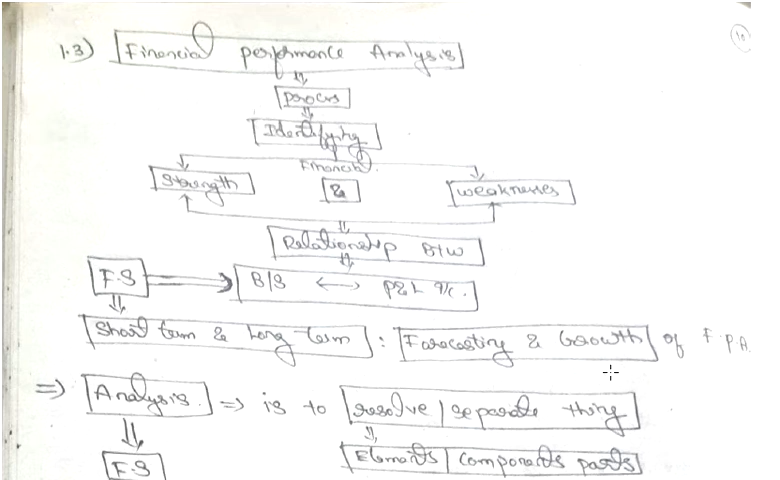 10
1.3) Financial performance Analysis
process
Identifying
Financial
Strength & Weaknesses
Relationship B/W
F.S B/S ↔ P&L A/c.
Short term & Long-term : Forecasting & Growth of F.P.A
⇒ Analysis. ⇒ is to resolve / separate thing
F.S Elements / components parts